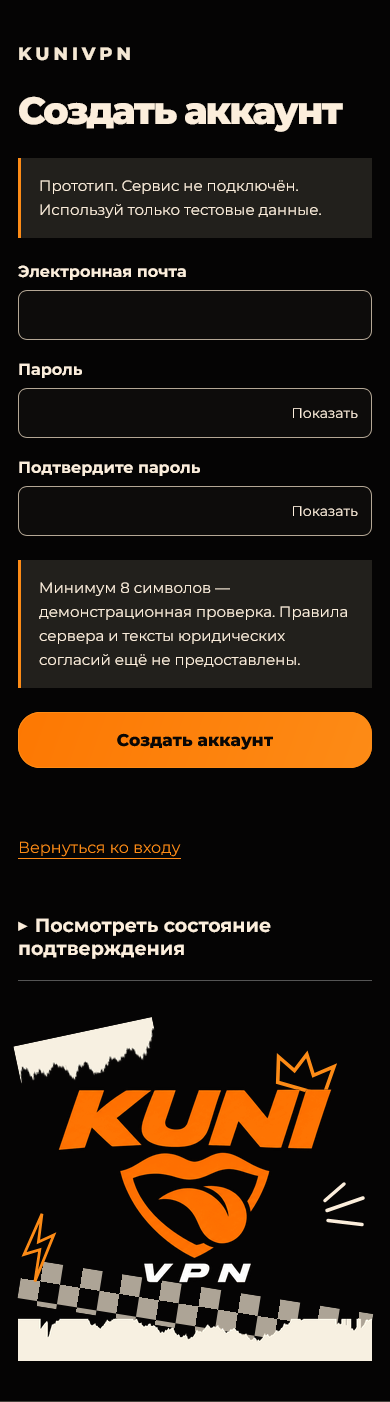 KUNIVPN
Создать аккаунт
Прототип. Сервис не подключён.
Используй только тестовые данные.
Электронная почта
Пароль
Показать
Подтвердите пароль
Показать
Минимум 8 символов —
демонстрационная проверка. Правила
сервера и тексты юридических
согласий ещё не предоставлены.
Создать аккаунт
Вернуться ко входу
▸ Посмотреть состояние
подтверждения
KUNI
VPN